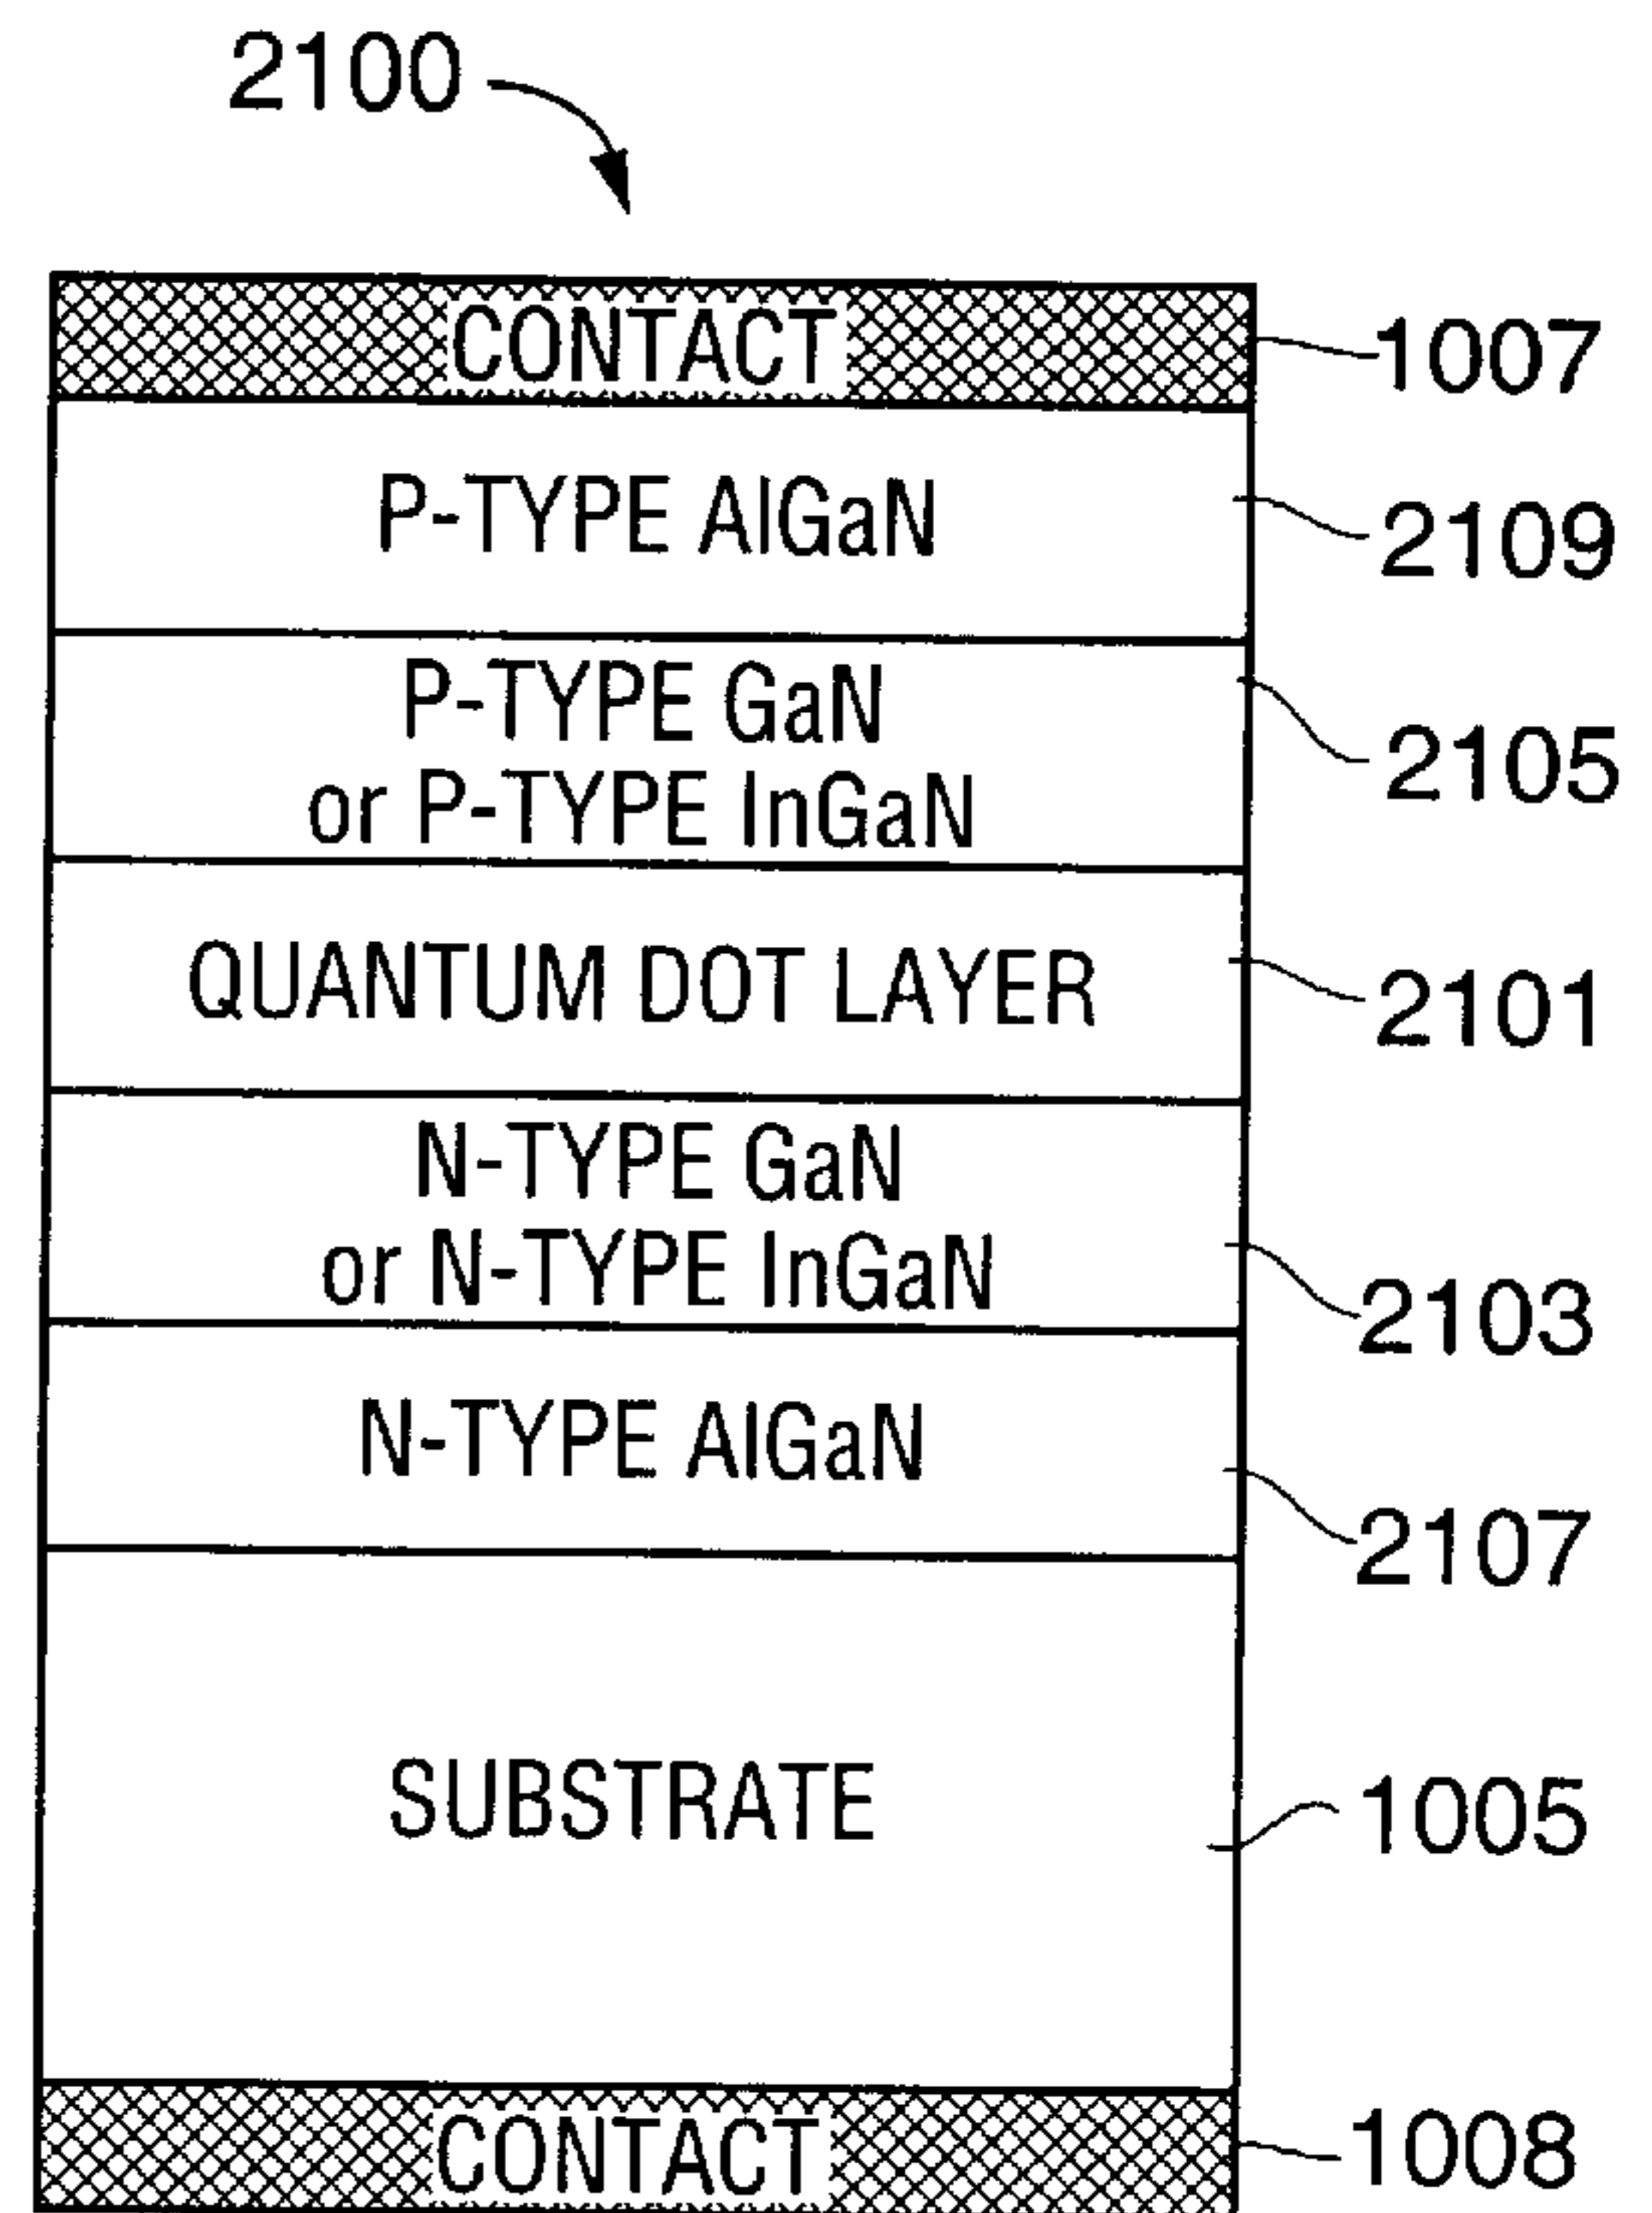 2100
CONTACT
1007
P-TYPE AlGaN
2109
P-TYPE GaN
or P-TYPE InGaN
2105
QUANTUM DOT LAYER
2101
N-TYPE GaN
or N-TYPE InGaN
2103
N-TYPE AlGaN
2107
SUBSTRATE
1005
CONTACT
1008